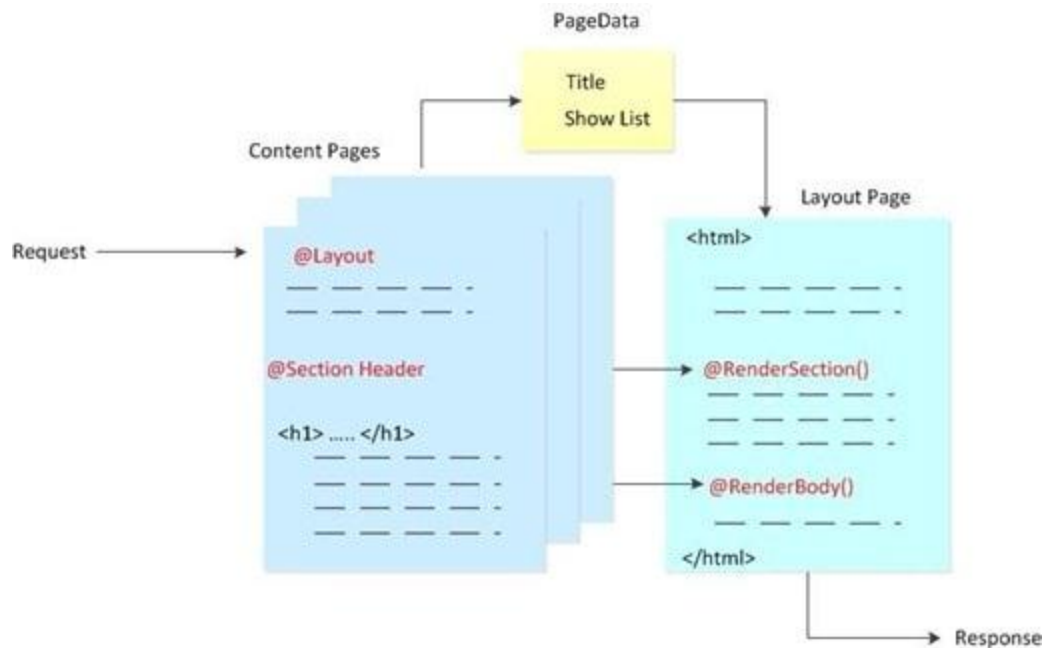 PageData
Title
Show List
Content Pages
Request
@Layout
@Section Header
<h1> ..... </h1>
Layout Page
<html>
@RenderSection()
@RenderBody()
</html>
Response